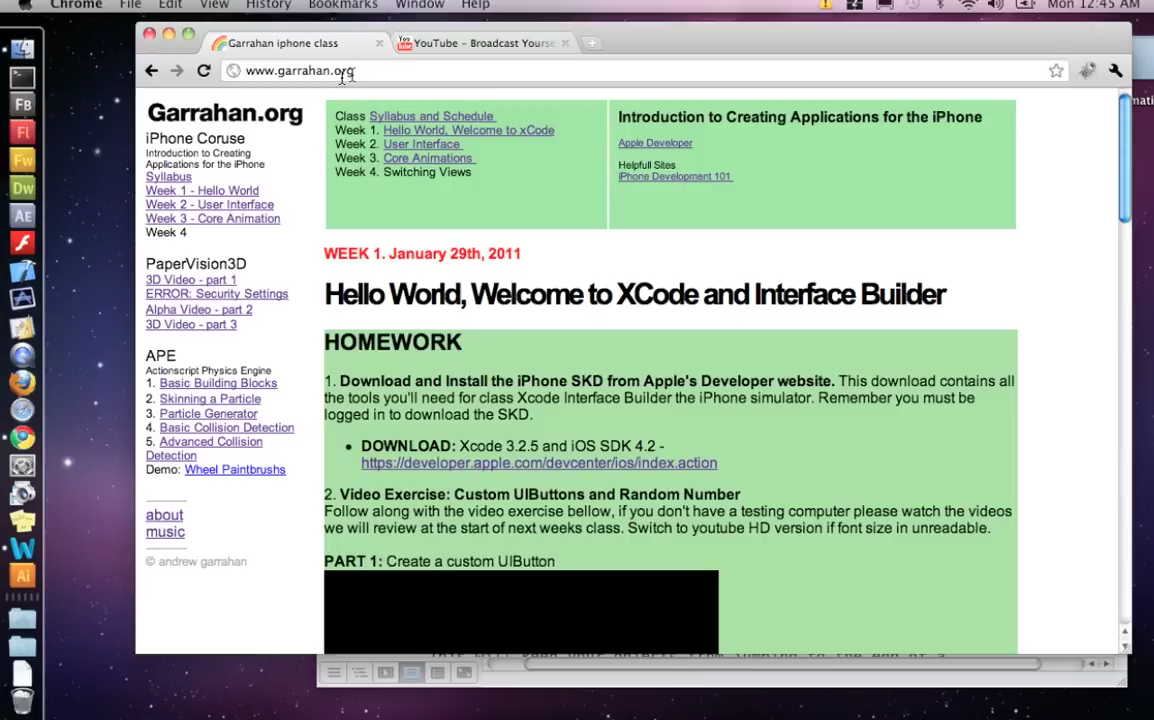 Chrome File Edit View History Bookmarks Window Help Mon 12:45 AM
Garrahan iphone class
YouTube - Broadcast Yourse
www.garrahan.org
Garrahan.org
iPhone Coruse
Introduction to Creating
Applications for the iPhone
Syllabus
Week 1 - Hello World
Week 2 - User Interface
Week 3 - Core Animation
Week 4
PaperVision3D
3D Video - part 1
ERROR: Security Settings
Alpha Video - part 2
3D Video - part 3
APE
Actionscript Physics Engine
1. Basic Building Blocks
2. Skinning a Particle
3. Particle Generator
4. Basic Collision Detection
5. Advanced Collision
Detection
Demo: Wheel Paintbrushs
about
music
© andrew garrahan
Class Syllabus and Schedule
Week 1. Hello World, Welcome to xCode
Week 2. User Interface
Week 3. Core Animations
Week 4. Switching Views
Introduction to Creating Applications for the iPhone
Apple Developer
Helpfull Sites
iPhone Development 101
WEEK 1. January 29th, 2011
Hello World, Welcome to XCode and Interface Builder
HOMEWORK
1. Download and Install the iPhone SKD from Apple's Developer website. This download contains all
the tools you'll need for class Xcode Interface Builder the iPhone simulator. Remember you must be
logged in to download the SKD.
• DOWNLOAD: Xcode 3.2.5 and iOS SDK 4.2 -
https://developer.apple.com/devcenter/ios/index.action
2. Video Exercise: Custom UIButtons and Random Number
Follow along with the video exercise bellow, if you don't have a testing computer please watch the videos
we will review at the start of next weeks class. Switch to youtube HD version if font size in unreadable.
PART 1: Create a custom UIButton
Fb
Fl
Fw
Dw
AE
Ai